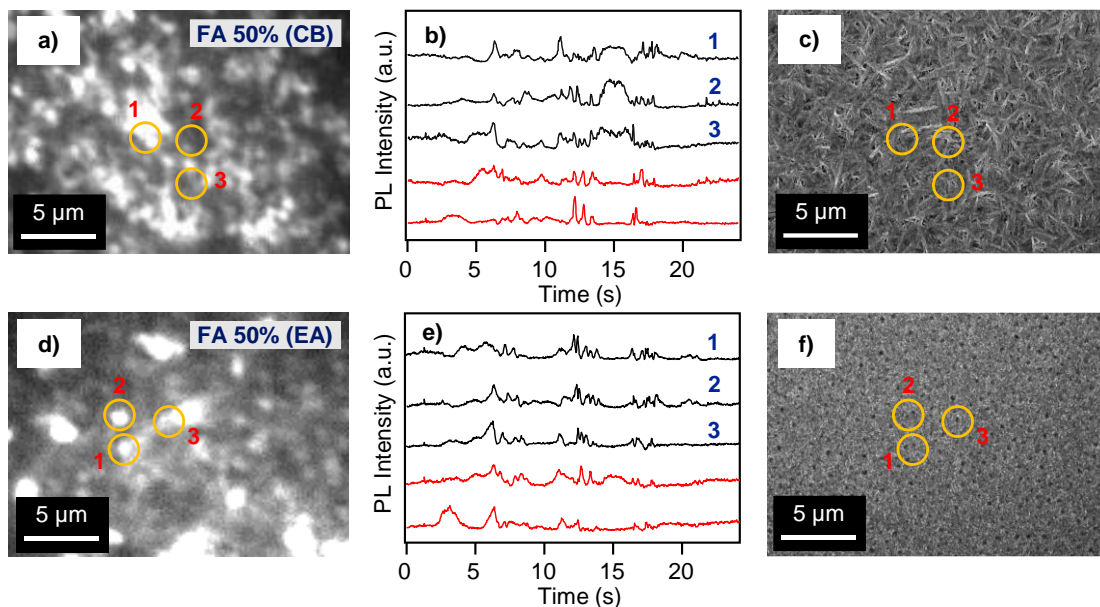 a)
FA 50% (CB)
1
2
3
5 µm
b)
1
2
3
PL Intensity (a.u.)
0 5 10 15 20
Time (s)
c)
1
2
3
5 µm
d)
FA 50% (EA)
2
3
1
5 µm
e)
1
2
3
PL Intensity (a.u.)
0 5 10 15 20
Time (s)
f)
2
3
1
5 µm